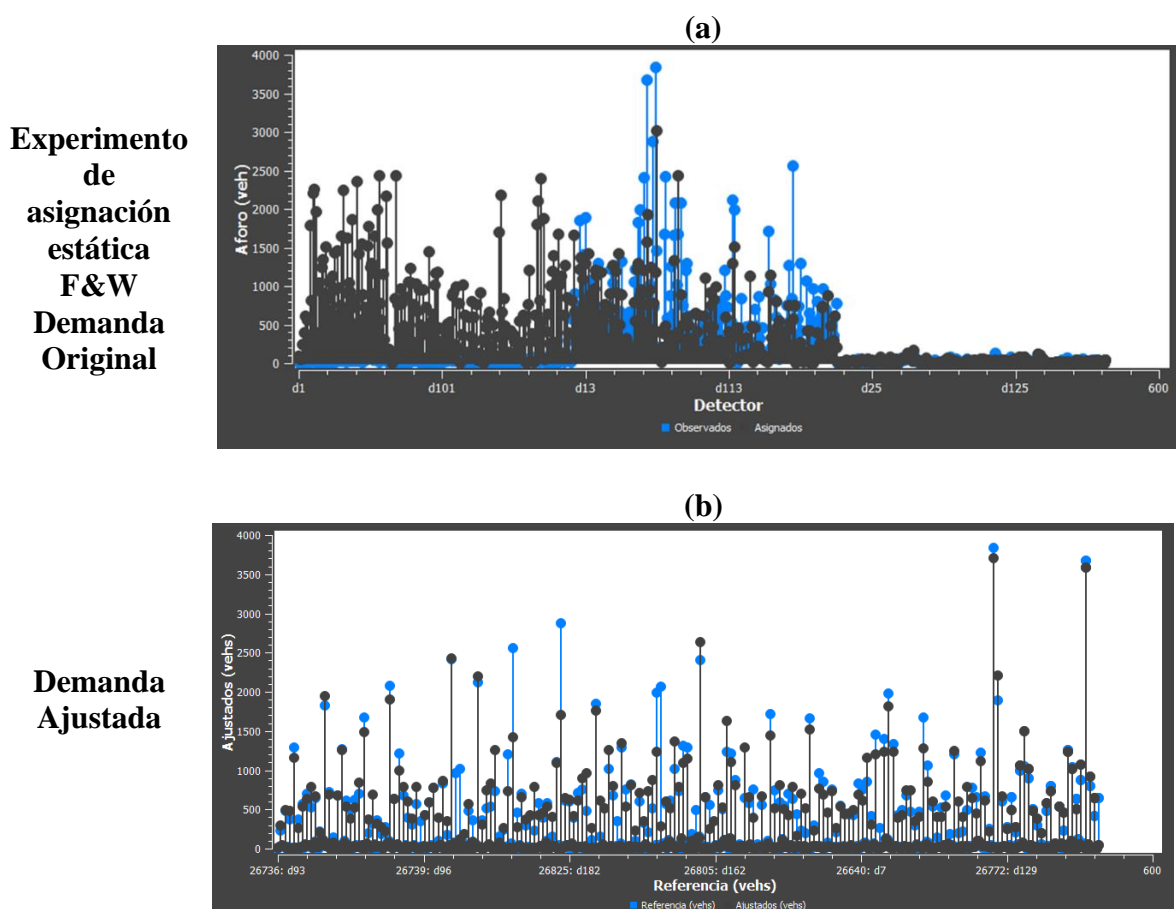 (a)
Experimento
de
asignación
estática
F&W
Demanda
Original
Aforo (veh)
4000
3500
3000
2500
2000
1500
1000
500
0
d1 d101 d13 d113 d25 d125 600
Detector
Observados Asignados
(b)
Demanda
Ajustada
Ajustados (vehs)
4000
3500
3000
2500
2000
1500
1000
500
0
26736: d93 26739: d96 26825: d182 26805: d162 26640: d7 26772: d129 600
Referencia (vehs)
Referencia (vehs) Ajustados (vehs)